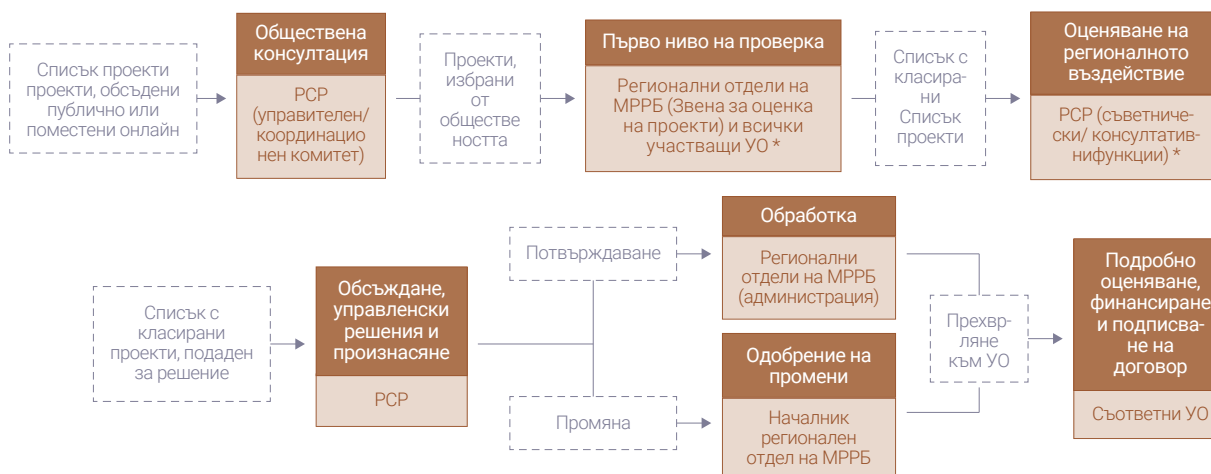 Списък проекти
проекти, обсъдени
публично или
поместени онлайн
Обществена
консултация
РСР
(управителен/
координацио
нен комитет)
Проекти,
избрани
от
обществе
ността
Първо ниво на проверка
Регионални отдели на
МРРБ (Звена за оценка
на проекти) и всички
участващи УО *
Списък с
класира-
ни
Списък
проекти
Оценяване на
регионалното
въздействие
РСР (съветниче-
ски/ консултатив-
нифункции) *
Списък с
класирани
проекти, подаден
за решение
Обсъждане,
управленски
решения и
произнасяне
РСР
Потвърждаване
Промяна
Обработка
Регионални
отдели на МРРБ
(администрация)
Одобрение на
промени
Началник
регионален
отдел на МРРБ
Прехвр-
ляне
към УО
Подробно
оценяване,
финансиране
и подписва-
не на
договор
Съответни УО